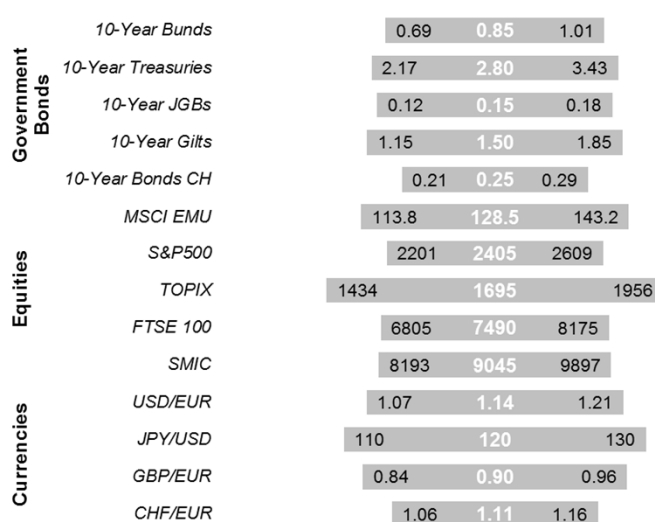 Government Bonds
10-Year Bunds 0.69 0.85 1.01
10-Year Treasuries 2.17 2.80 3.43
10-Year JGBs 0.12 0.15 0.18
10-Year Gilts 1.15 1.50 1.85
10-Year Bonds CH 0.21 0.25 0.29
Equities
MSCI EMU 113.8 128.5 143.2
S&P500 2201 2405 2609
TOPIX 1434 1695 1956
FTSE 100 6805 7490 8175
SMIC 8193 9045 9897
Currencies
USD/EUR 1.07 1.14 1.21
JPY/USD 110 120 130
GBP/EUR 0.84 0.90 0.96
CHF/EUR 1.06 1.11 1.16